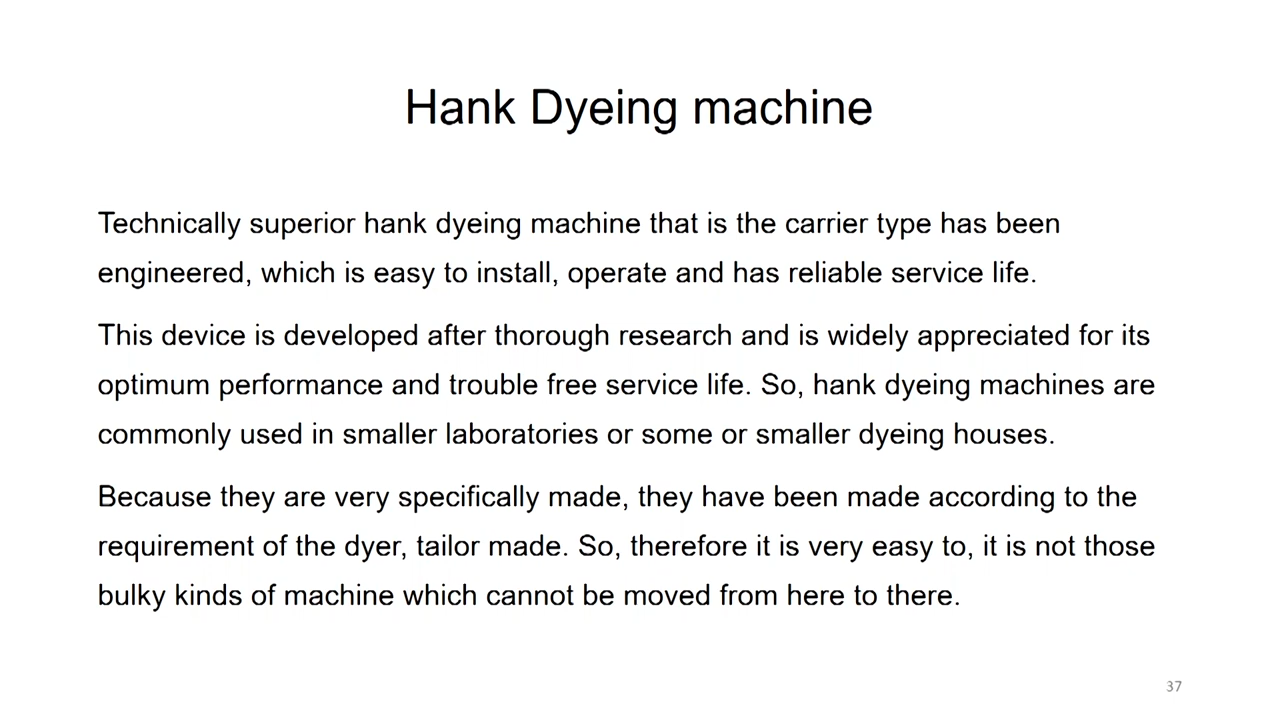 Hank Dyeing machine
Technically superior hank dyeing machine that is the carrier type has been
engineered, which is easy to install, operate and has reliable service life.
This device is developed after thorough research and is widely appreciated for its
optimum performance and trouble free service life. So, hank dyeing machines are
commonly used in smaller laboratories or some or smaller dyeing houses.
Because they are very specifically made, they have been made according to the
requirement of the dyer, tailor made. So, therefore it is very easy to, it is not those
bulky kinds of machine which cannot be moved from here to there.
37